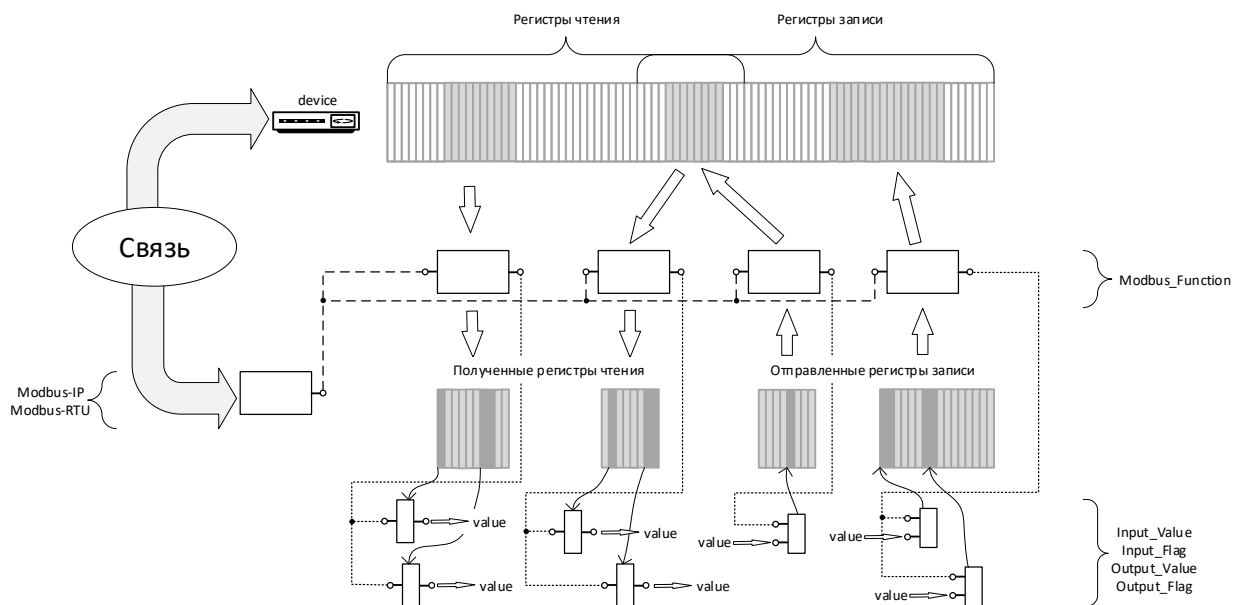 Регистры чтения
Регистры записи
device
Связь
Modbus_Function
Полученные регистры чтения
Отправленные регистры записи
Modbus-IP
Modbus-RTU
value
value
value
value
value
value
value
Input_Value
Input_Flag
Output_Value
Output_Flag